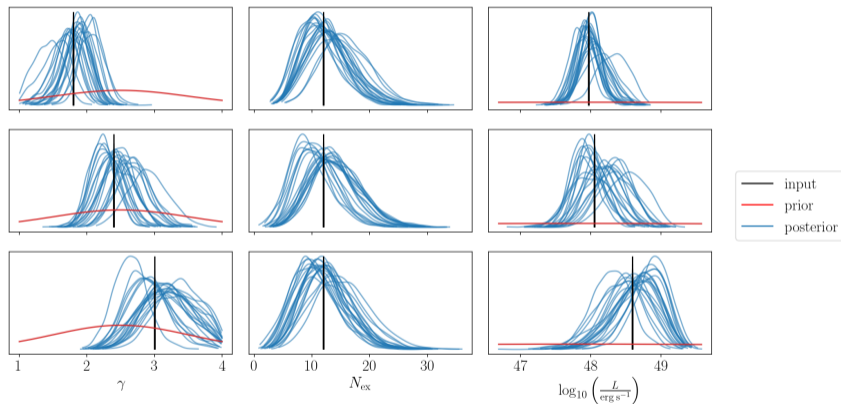 input
prior
posterior
1 2 3 4
0 10 20 30
47 48 49
γ
N_ex
log₁₀ (L / erg s⁻¹)